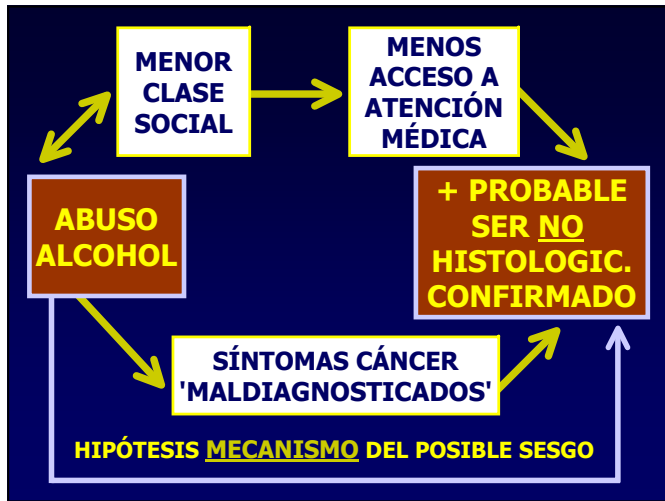 MENOR
CLASE
SOCIAL
MENOS
ACCESO A
ATENCIÓN
MÉDICA
ABUSO
ALCOHOL
+ PROBABLE
SER NO
HISTOLOGIC.
CONFIRMADO
SÍNTOMAS CÁNCER
'MALDIAGNOSTICADOS'
HIPÓTESIS MECANISMO DEL POSIBLE SESGO